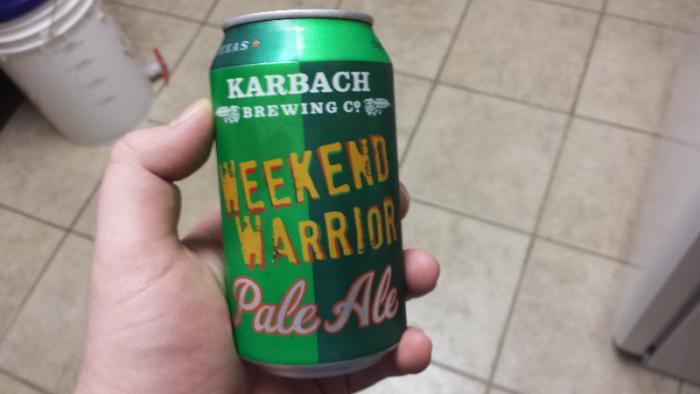 KARBACH
BREWING Cº
WEEKEND
WARRIOR
Pale Ale